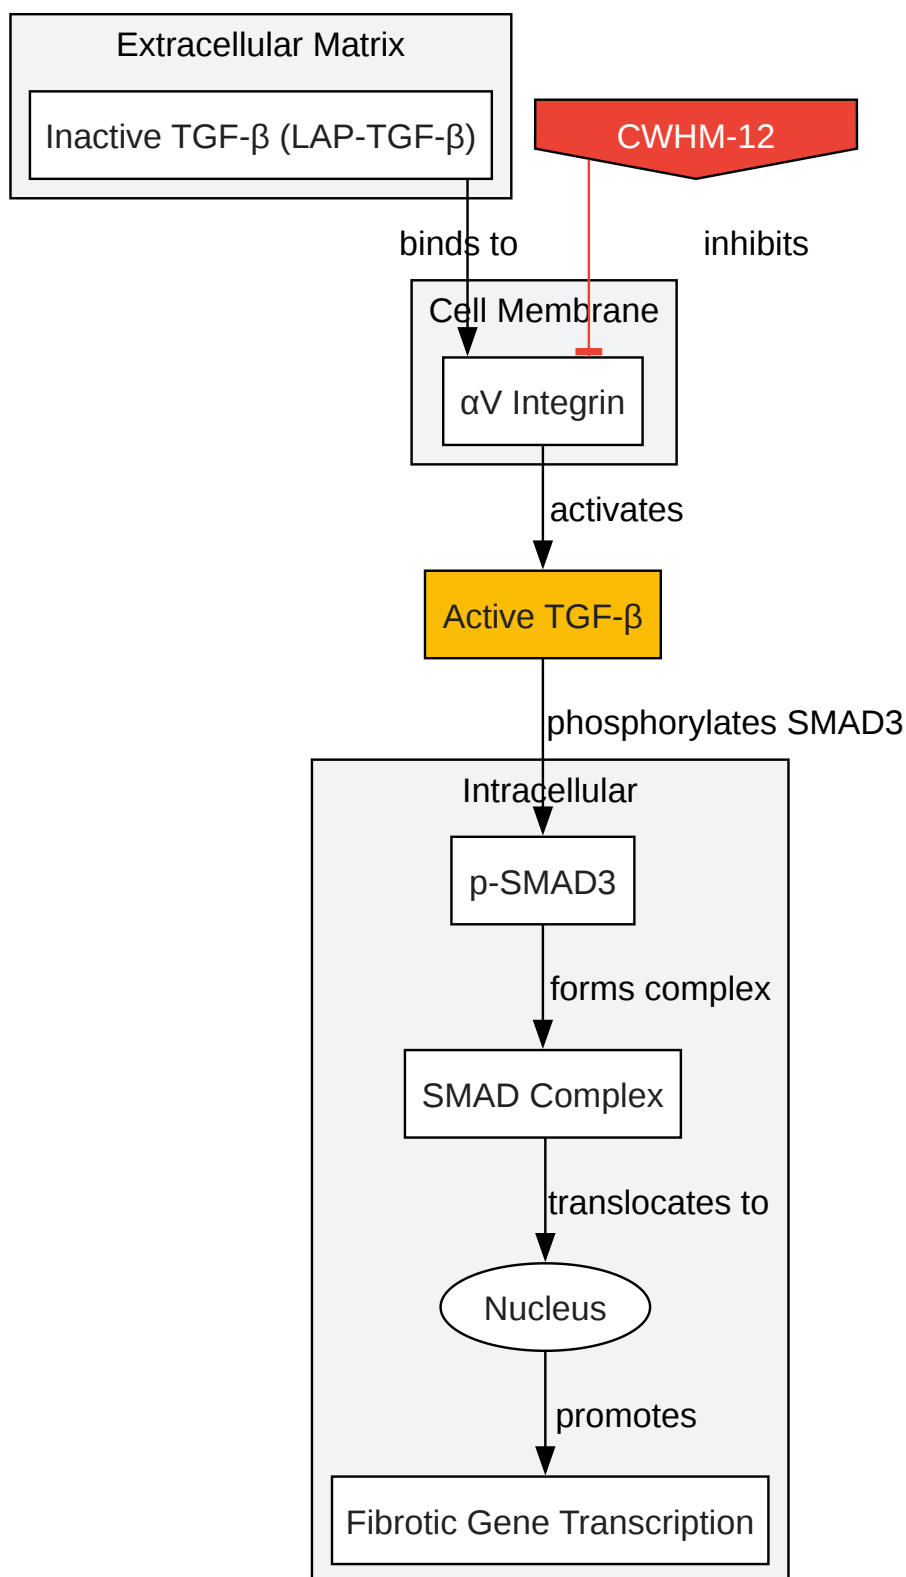 Extracellular Matrix
Inactive TGF-β (LAP-TGF-β)
CWHM-12
binds to
inhibits
Cell Membrane
αV Integrin
activates
Active TGF-β
phosphorylates SMAD3
Intracellular
p-SMAD3
forms complex
SMAD Complex
translocates to
Nucleus
promotes
Fibrotic Gene Transcription